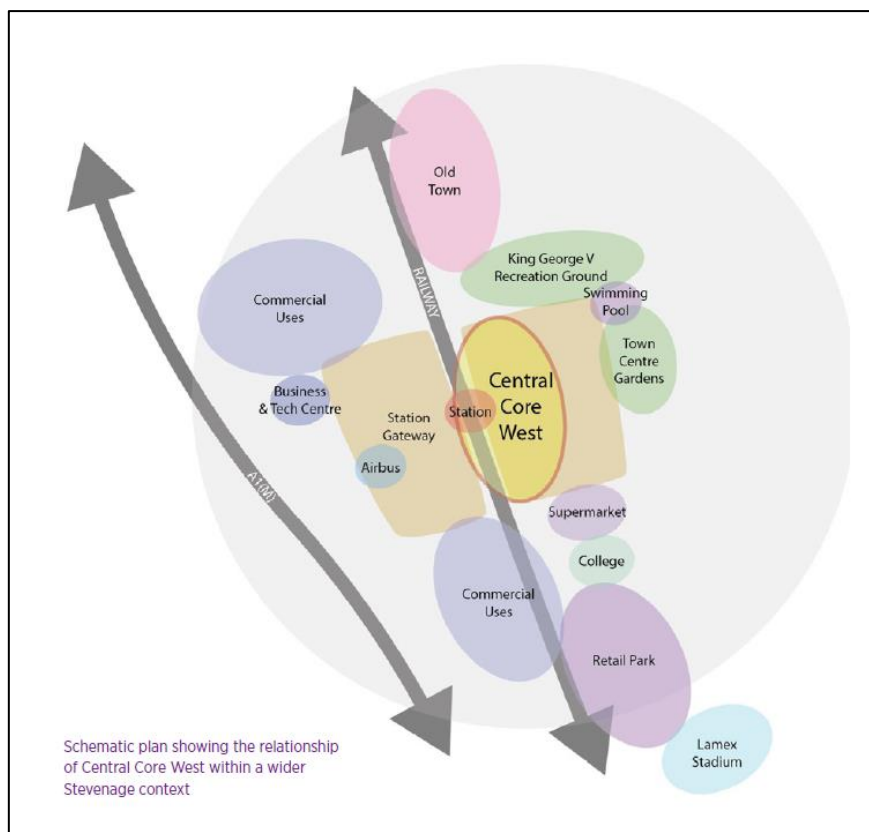 Old
Town
RAILWAY
King George V
Recreation Ground
Swimming
Pool
Commercial
Uses
Town
Centre
Gardens
Central
Core
West
Business
& Tech Centre
Station
Station
Gateway
Airbus
A1(M)
Supermarket
College
Commercial
Uses
Retail Park
Lamex
Stadium
Schematic plan showing the relationship
of Central Core West within a wider
Stevenage context